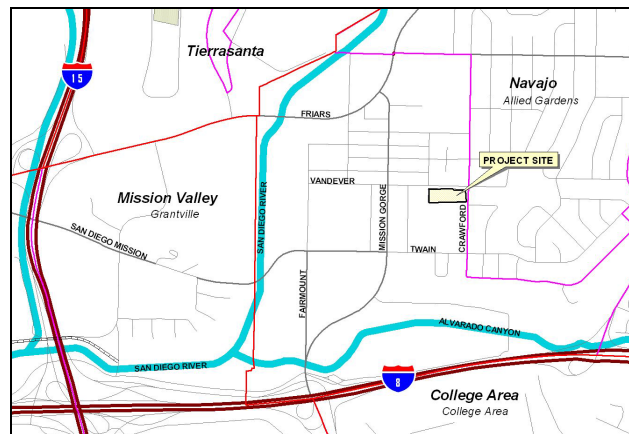 Tierrasanta
15
Navajo
Allied Gardens
FRIARS
PROJECT SITE
VANDEVER
Mission Valley
Grantville
SAN DIEGO RIVER
MISSION GORGE
CRAWFORD
SAN DIEGO MISSION
TWAIN
FAIRMOUNT
ALVARADO CANYON
SAN DIEGO RIVER
8
College Area
College Area